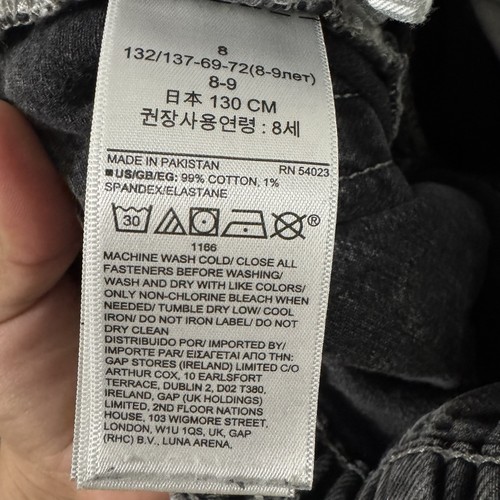 8
132/137-69-72(8-9лет)
8-9
日本 130 CM
권장사용연령 : 8세
MADE IN PAKISTAN RN 54023
■US/GB/EG: 99% COTTON, 1%
SPANDEX/ELASTANE
30 ®
1166
MACHINE WASH COLD/ CLOSE ALL
FASTENERS BEFORE WASHING/
WASH AND DRY WITH LIKE COLORS/
ONLY NON-CHLORINE BLEACH WHEN
NEEDED/ TUMBLE DRY LOW/ COOL
IRON/ DO NOT IRON LABEL/ DO NOT
DRY CLEAN
DISTRIBUIDO POR/ IMPORTED BY/
IMPORTE PAR/ ΕΙΣΑΓΕΤΑΙ ΑΠΟ ΤΗΝ:
GAP STORES (IRELAND) LIMITED C/O
ARTHUR COX, 10 EARLSFORT
TERRACE, DUBLIN 2, D02 T380,
IRELAND, GAP (UK HOLDINGS)
LIMITED, 2ND FLOOR NATIONS
HOUSE, 103 WIGMORE STREET,
LONDON, W1U 1QS, UK, GAP
(RHC) B.V., LUNA ARENA,